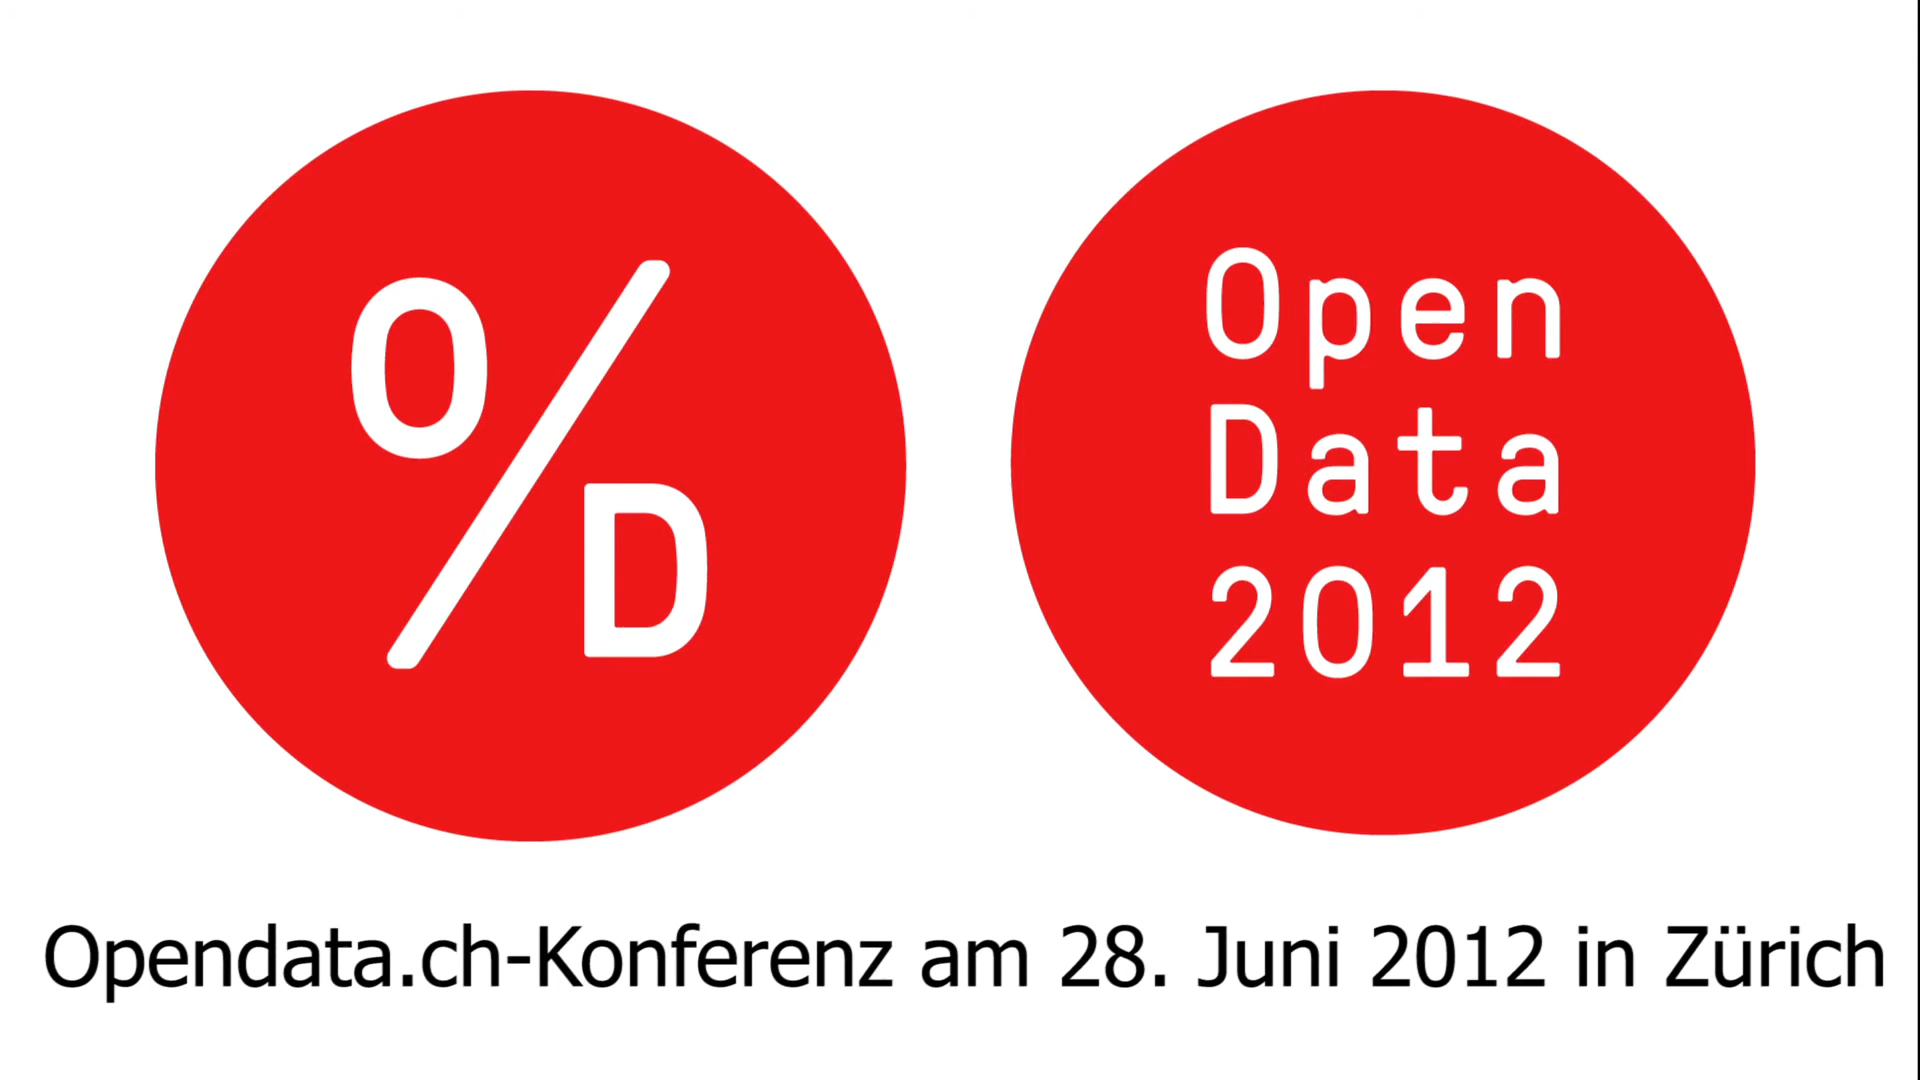 O/D
Open
Data
2012
Opendata.ch-Konferenz am 28. Juni 2012 in Zürich